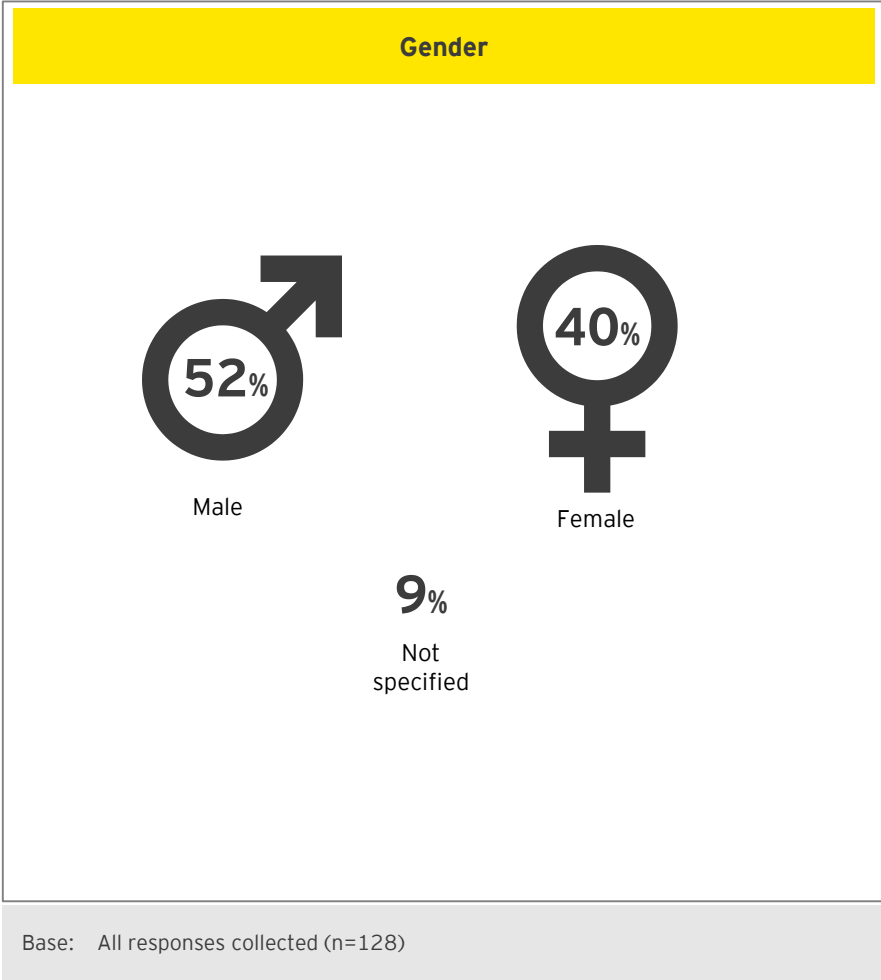 Gender
52%
40%
Male
Female
9%
Not
specified
Base: All responses collected (n=128)